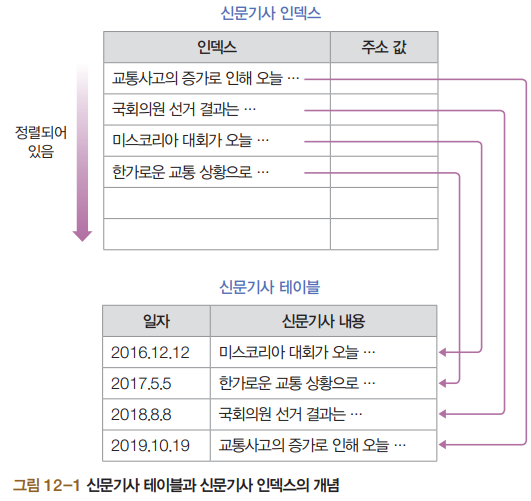 신문기사 인덱스
인덱스 주소 값
교통사고의 증가로 인해 오늘 …
국회의원 선거 결과는 …
미스코리아 대회가 오늘 …
한가로운 교통 상황으로 …
정렬되어
있음
신문기사 테이블
일자 신문기사 내용
2016.12.12 미스코리아 대회가 오늘 …
2017.5.5 한가로운 교통 상황으로 …
2018.8.8 국회의원 선거 결과는 …
2019.10.19 교통사고의 증가로 인해 오늘 …
그림 12-1 신문기사 테이블과 신문기사 인덱스의 개념